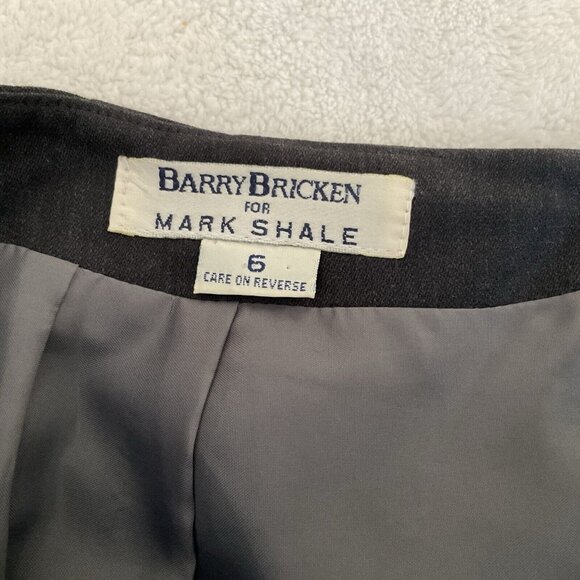 BARRY BRICKEN
FOR
MARK SHALE
6
CARE ON REVERSE